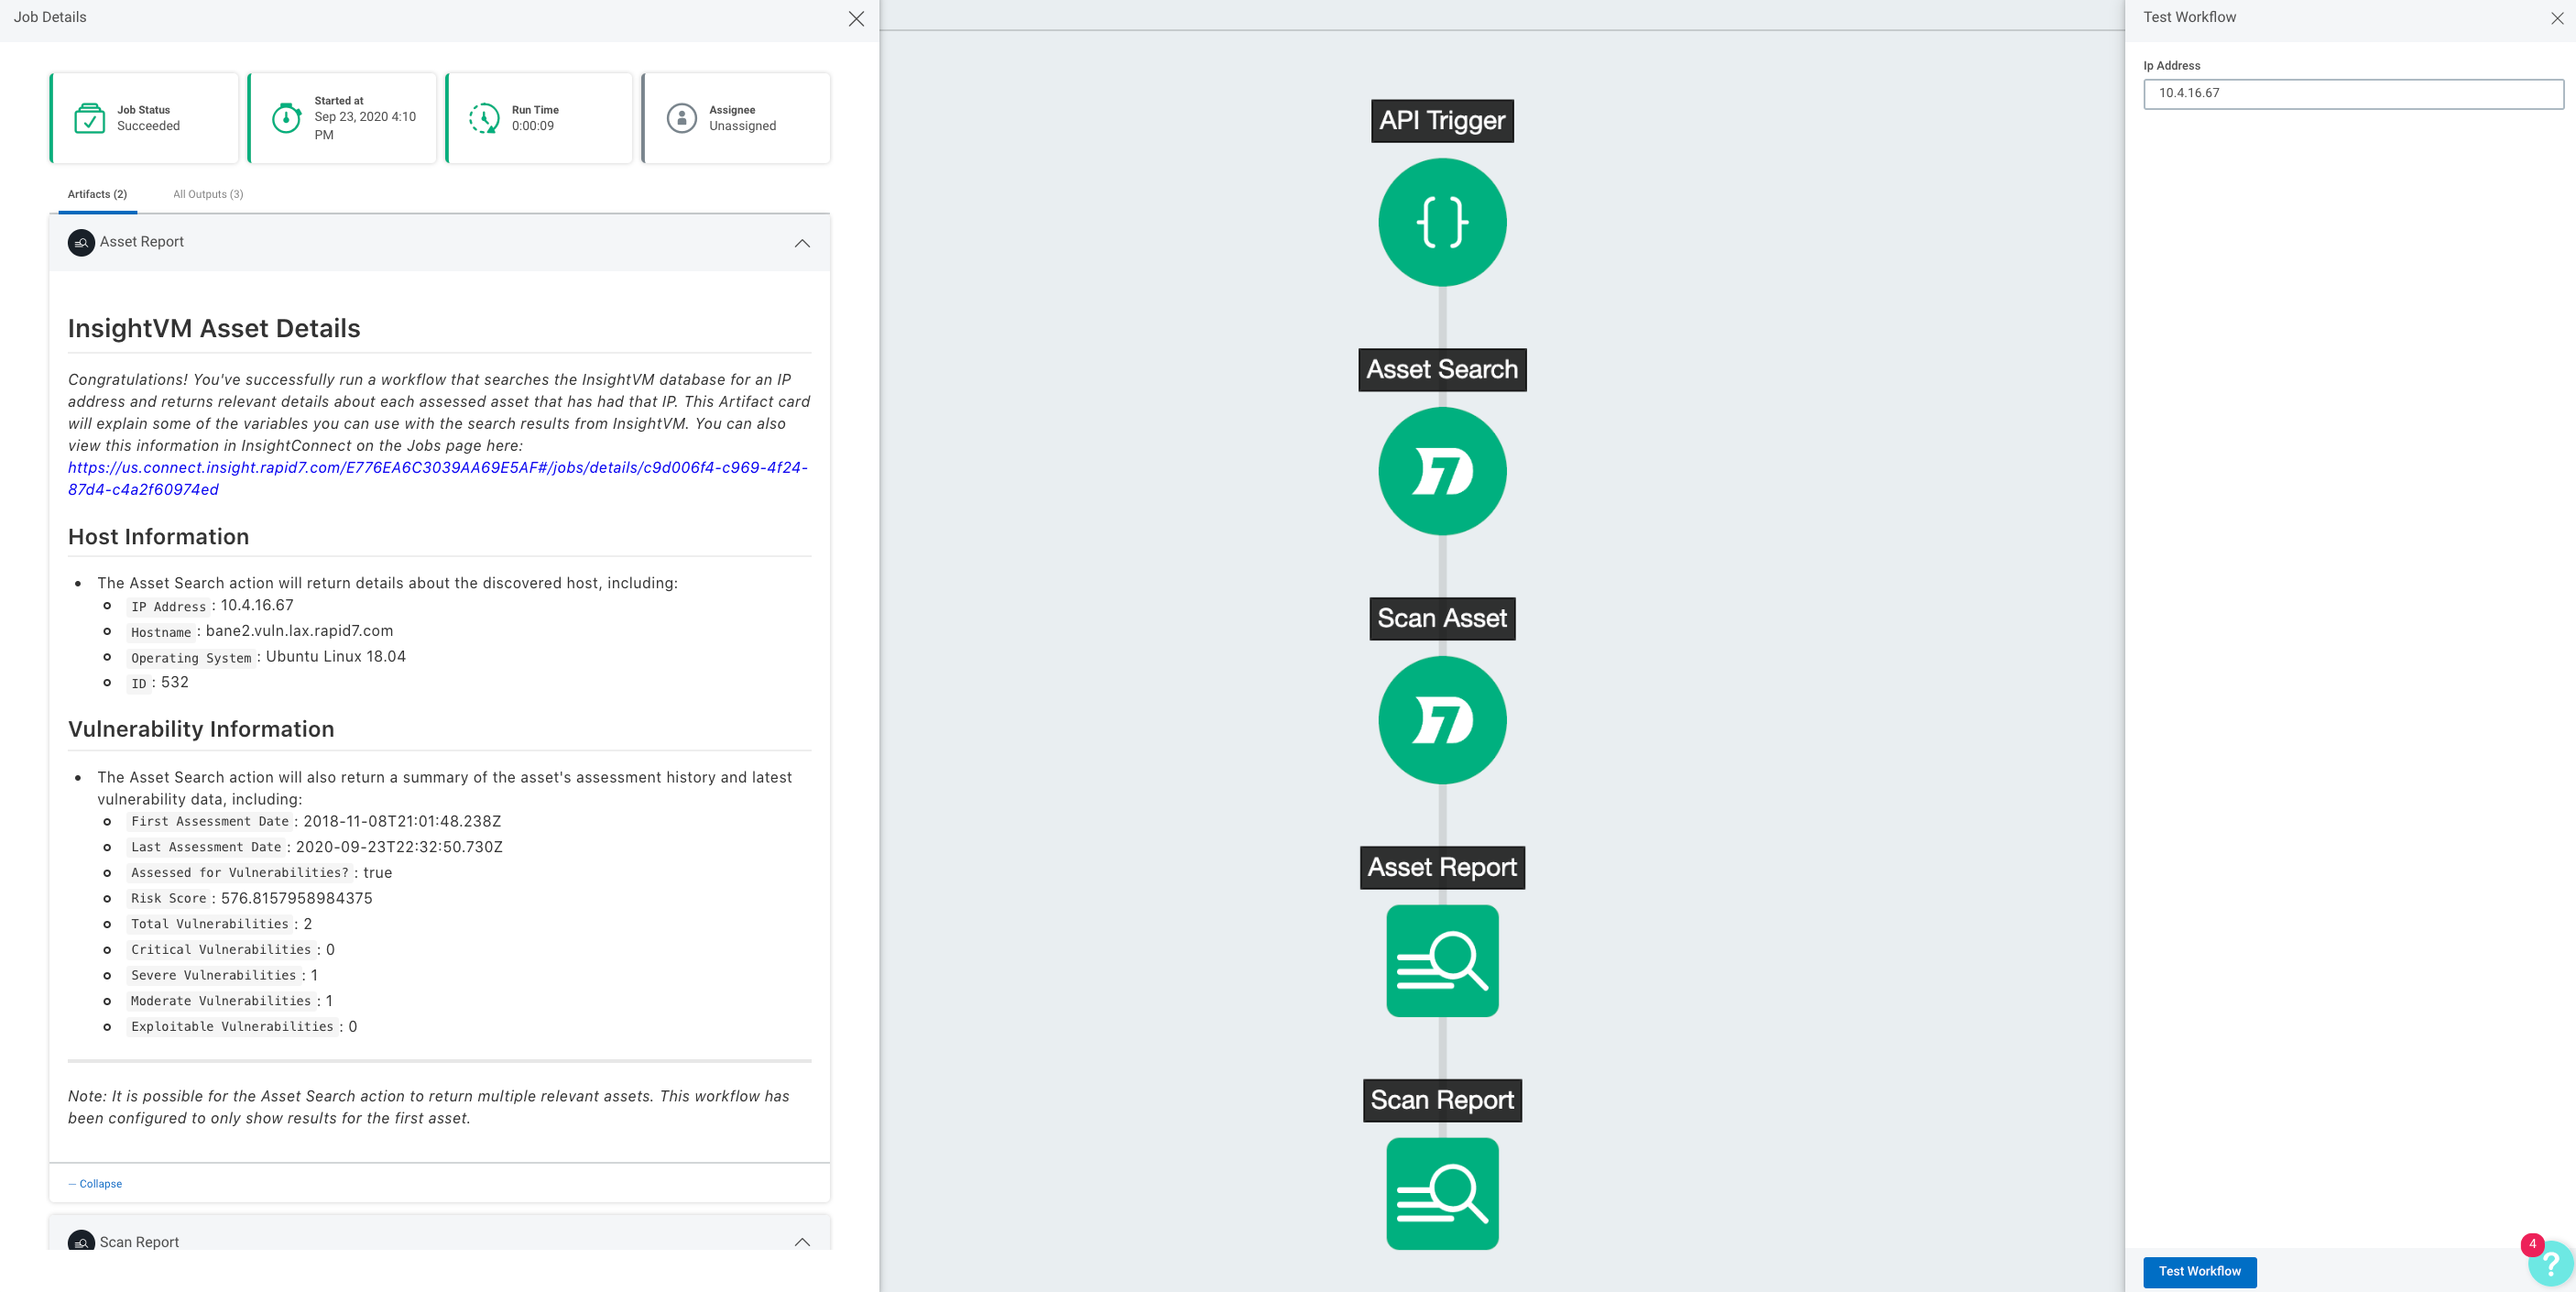 Job Details
Job Status
Succeeded
Started at
Sep 23, 2020 4:10
PM
Run Time
0:00:09
Assignee
Unassigned
Artifacts (2)
All Outputs (3)
Asset Report
InsightVM Asset Details
Congratulations! You've successfully run a workflow that searches the InsightVM database for an IP
address and returns relevant details about each assessed asset that has had that IP. This Artifact card
will explain some of the variables you can use with the search results from InsightVM. You can also
view this information in InsightConnect on the Jobs page here:
https://us.connect.insight.rapid7.com/E776EA6C3039AA69E5AF#/jobs/details/c9d006f4-c969-4f24-
87d4-c4a2f60974ed
Host Information
• The Asset Search action will return details about the discovered host, including:
IP Address : 10.4.16.67
Hostname : bane2.vuln.lax.rapid7.com
Operating System : Ubuntu Linux 18.04
ID : 532
Vulnerability Information
• The Asset Search action will also return a summary of the asset's assessment history and latest
vulnerability data, including:
First Assessment Date : 2018-11-08T21:01:48.238Z
Last Assessment Date : 2020-09-23T22:32:50.730Z
Assessed for Vulnerabilities? : true
Risk Score : 576.8157958984375
Total Vulnerabilities : 2
Critical Vulnerabilities : 0
Severe Vulnerabilities : 1
Moderate Vulnerabilities : 1
Exploitable Vulnerabilities : 0
Note: It is possible for the Asset Search action to return multiple relevant assets. This workflow has
been configured to only show results for the first asset.
— Collapse
Scan Report
API Trigger
{}
Asset Search
Scan Asset
Asset Report
Scan Report
Test Workflow
Ip Address
10.4.16.67
4
?
Test Workflow